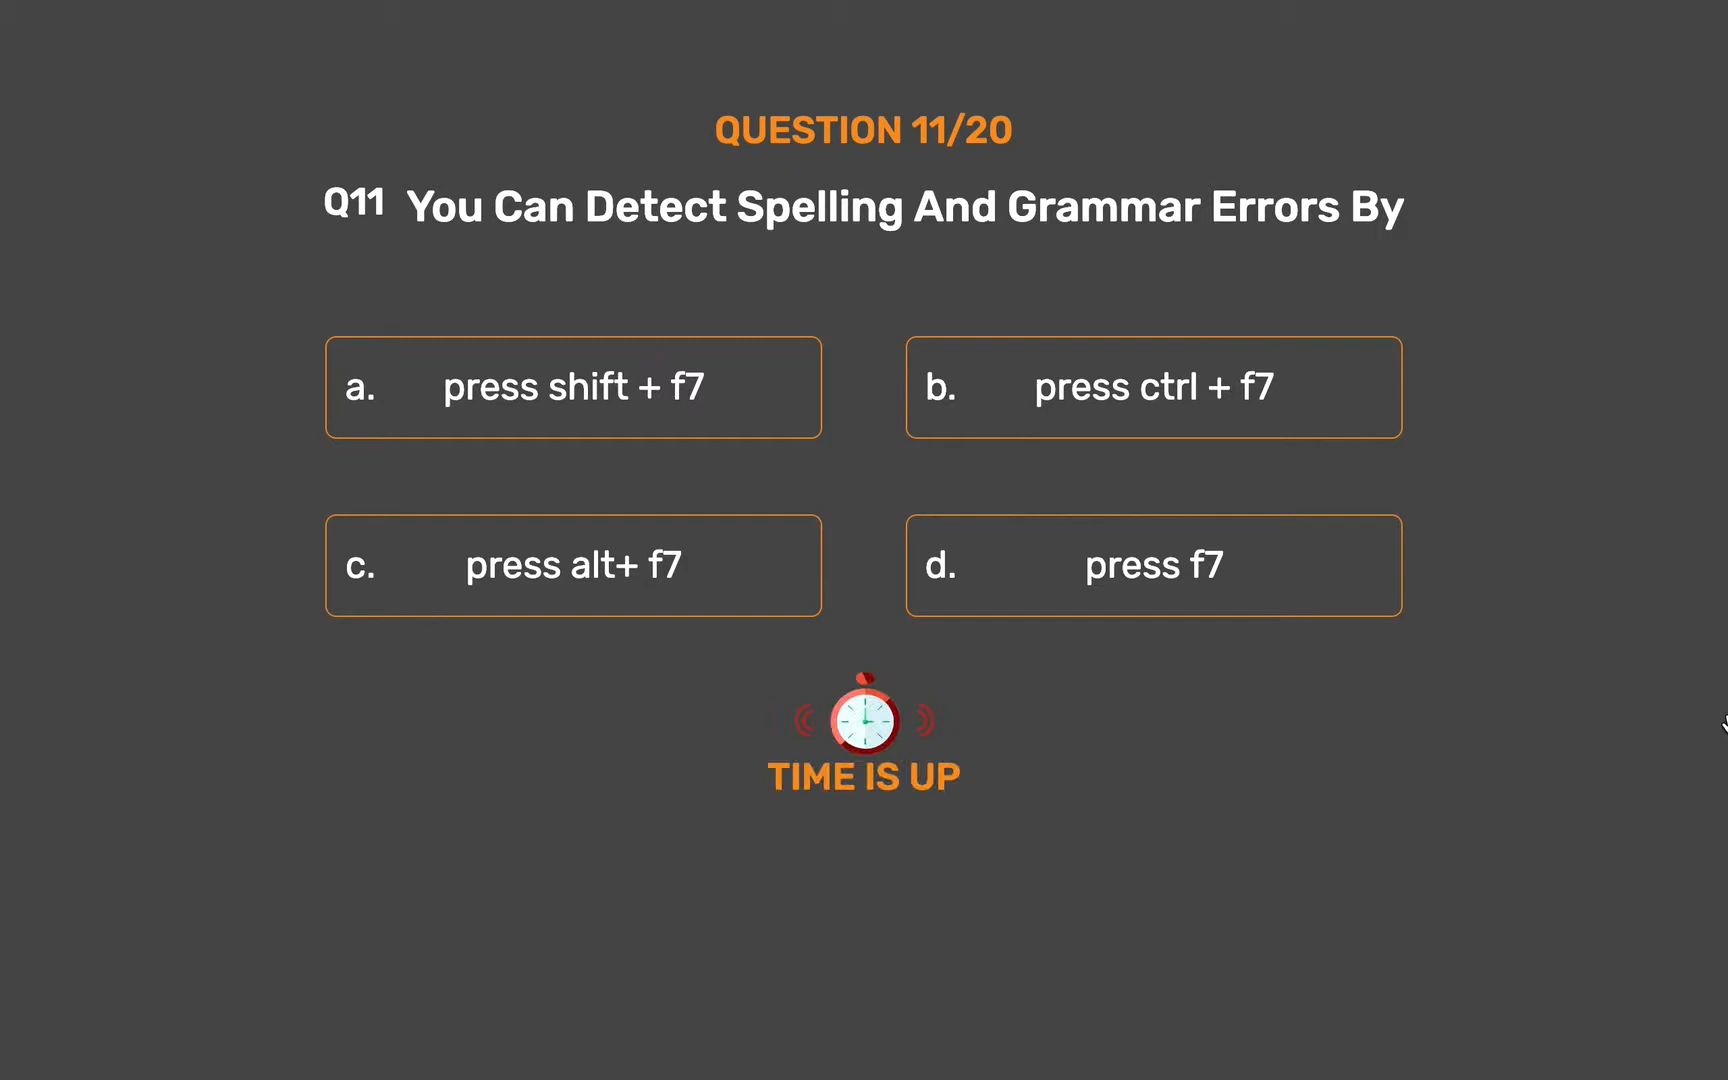 QUESTION 11/20
Q11 You Can Detect Spelling And Grammar Errors By
a. press shift + f7
b. press ctrl + f7
c. press alt+ f7
d. press f7
TIME IS UP